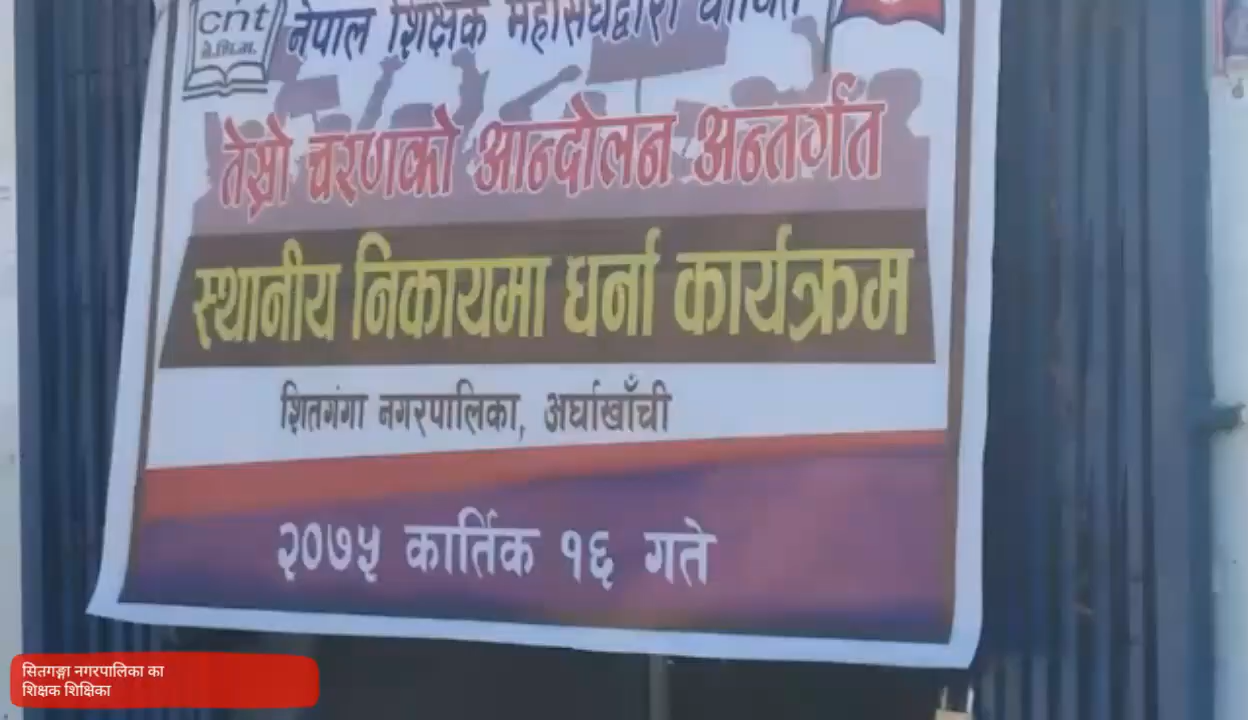 cnt
ने.शि.म.
नेपाल शिक्षक महासंघद्वारा घोषित
तेस्रो चरणको आन्दोलन अन्तर्गत
स्थानीय निकायमा धर्ना कार्यक्रम
शितगंगा नगरपालिका, अर्घाखाँची
२०७५ कार्तिक १६ गते
सितगङ्गा नगरपालिका का
शिक्षक शिक्षिका